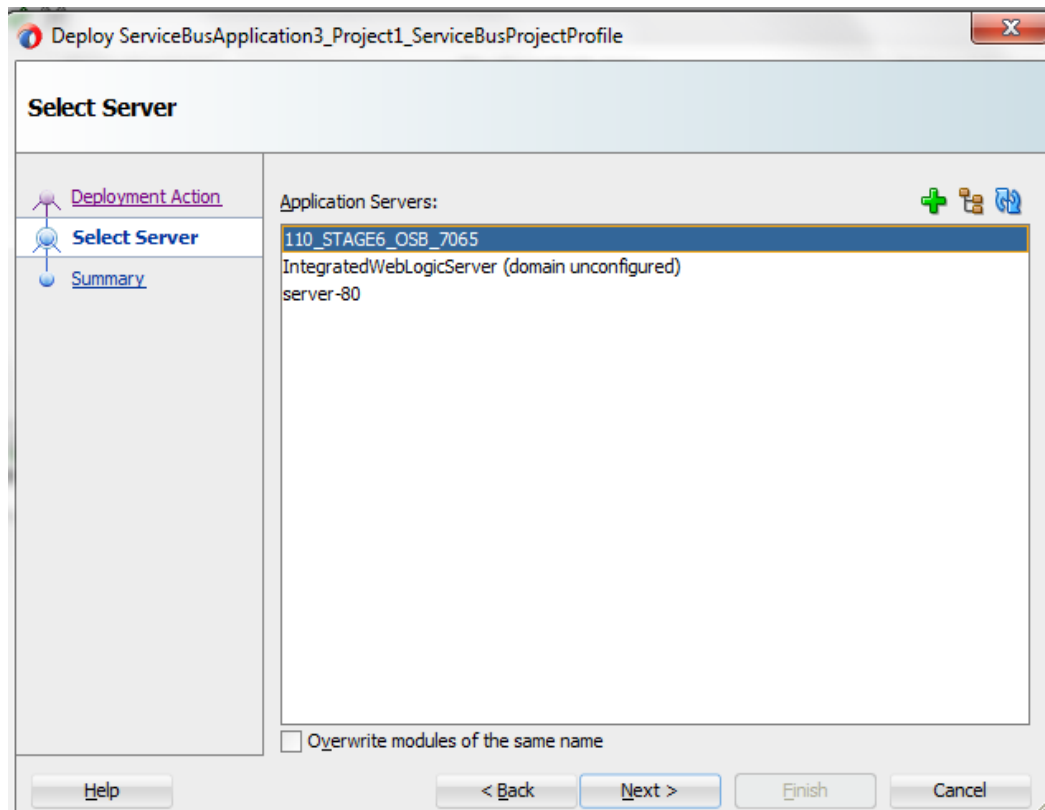 Deploy ServiceBusApplication3_Project1_ServiceBusProjectProfile
x
Select Server
Deployment Action
Select Server
Summary
Application Servers:
110_STAGE6_OSB_7065
IntegratedWebLogicServer (domain unconfigured)
server-80
Overwrite modules of the same name
Help
< Back
Next >
Finish
Cancel